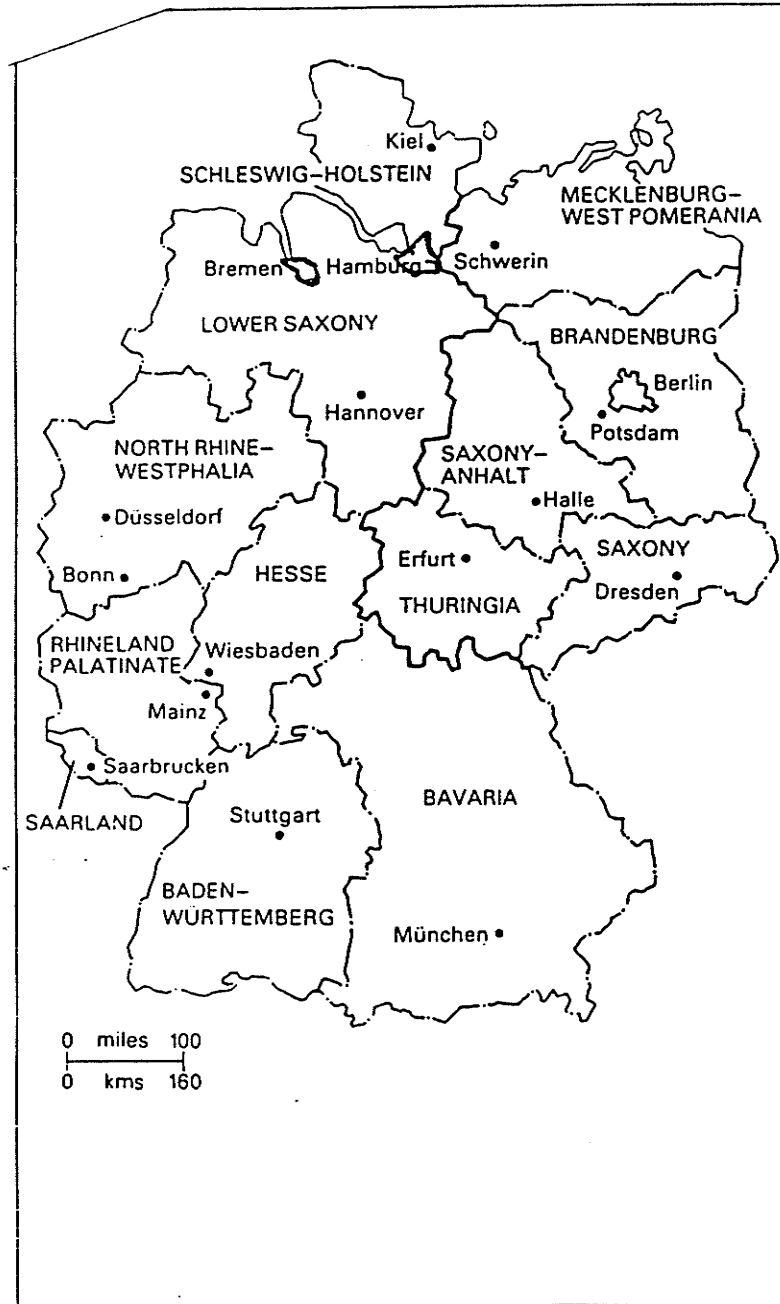 Kiel
SCHLESWIG–HOLSTEIN
MECKLENBURG–
WEST POMERANIA
Bremen
Hamburg
Schwerin
LOWER SAXONY
BRANDENBURG
Berlin
Hannover
Potsdam
NORTH RHINE–
WESTPHALIA
SAXONY–
ANHALT
Halle
Düsseldorf
SAXONY
Erfurt
Bonn
HESSE
Dresden
THURINGIA
RHINELAND
PALATINATE
Wiesbaden
Mainz
Saarbrucken
BAVARIA
SAARLAND
Stuttgart
BADEN–
WÜRTTEMBERG
München
0 miles 100
0 kms 160